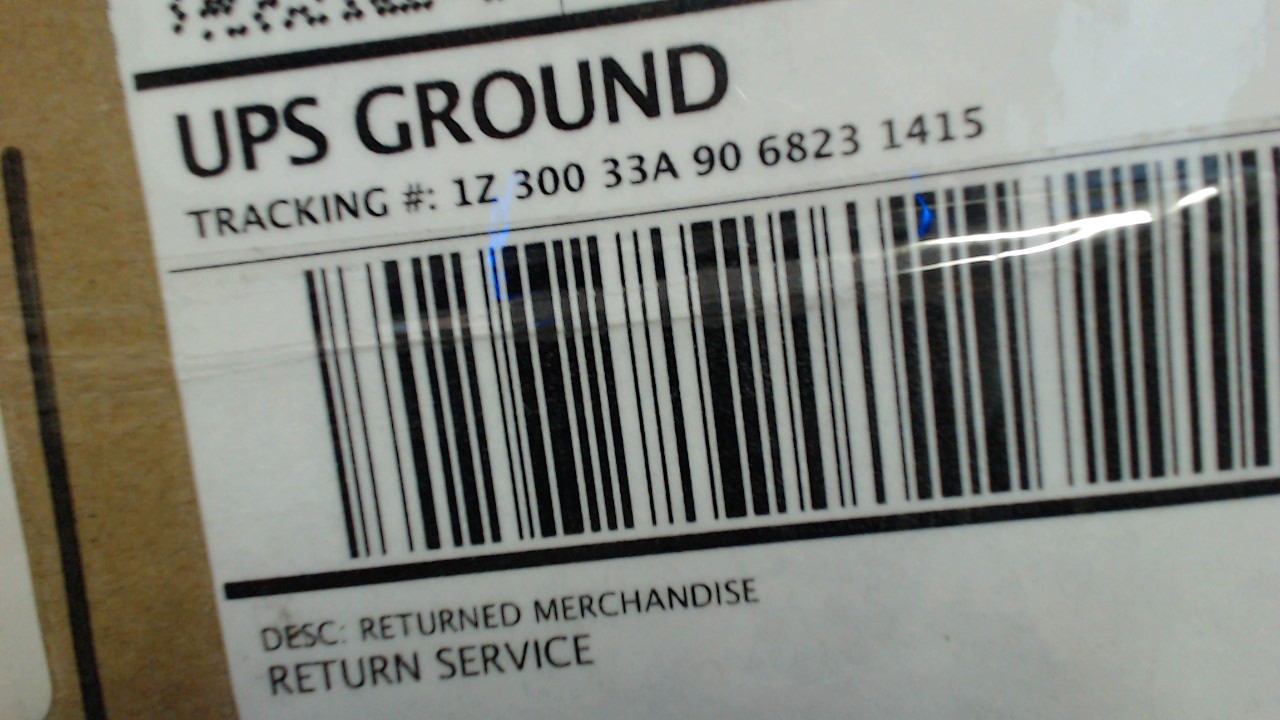 UPS GROUND
TRACKING #: 1Z 300 33A 90 6823 1415
DESC: RETURNED MERCHANDISE
RETURN SERVICE